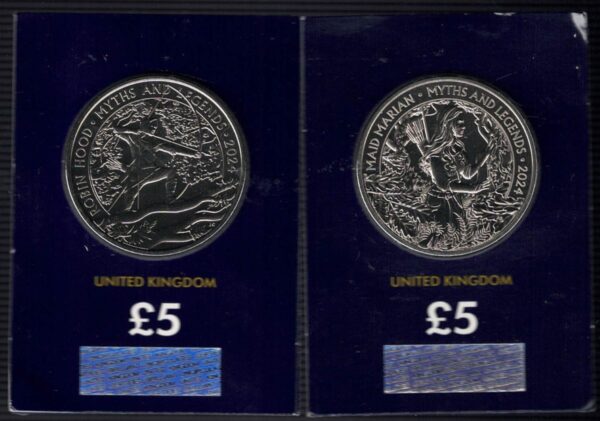 ROBIN HOOD · MYTHS AND LEGENDS · 2024
UNITED KINGDOM
£5
MAID MARIAN · MYTHS AND LEGENDS · 2024
UNITED KINGDOM
£5